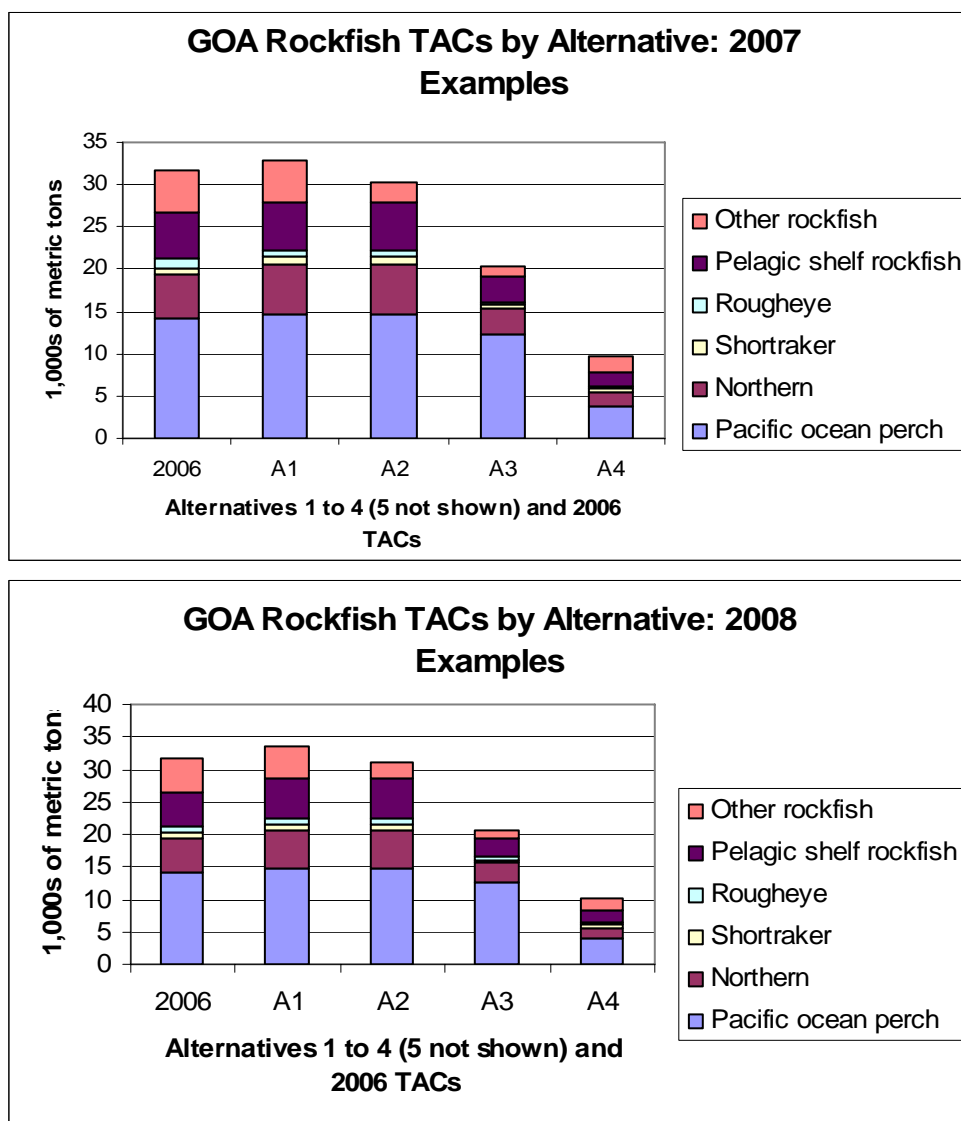 GOA Rockfish TACs by Alternative: 2007
Examples
35
30
25
20
15
10
5
0
1,000s of metric tons
2006 A1 A2 A3 A4
Alternatives 1 to 4 (5 not shown) and 2006
TACs
Other rockfish
Pelagic shelf rockfish
Rougheye
Shortraker
Northern
Pacific ocean perch
GOA Rockfish TACs by Alternative: 2008
Examples
40
35
30
25
20
15
10
5
0
1,000s of metric tons
2006 A1 A2 A3 A4
Alternatives 1 to 4 (5 not shown) and
2006 TACs
Other rockfish
Pelagic shelf rockfish
Rougheye
Shortraker
Northern
Pacific ocean perch